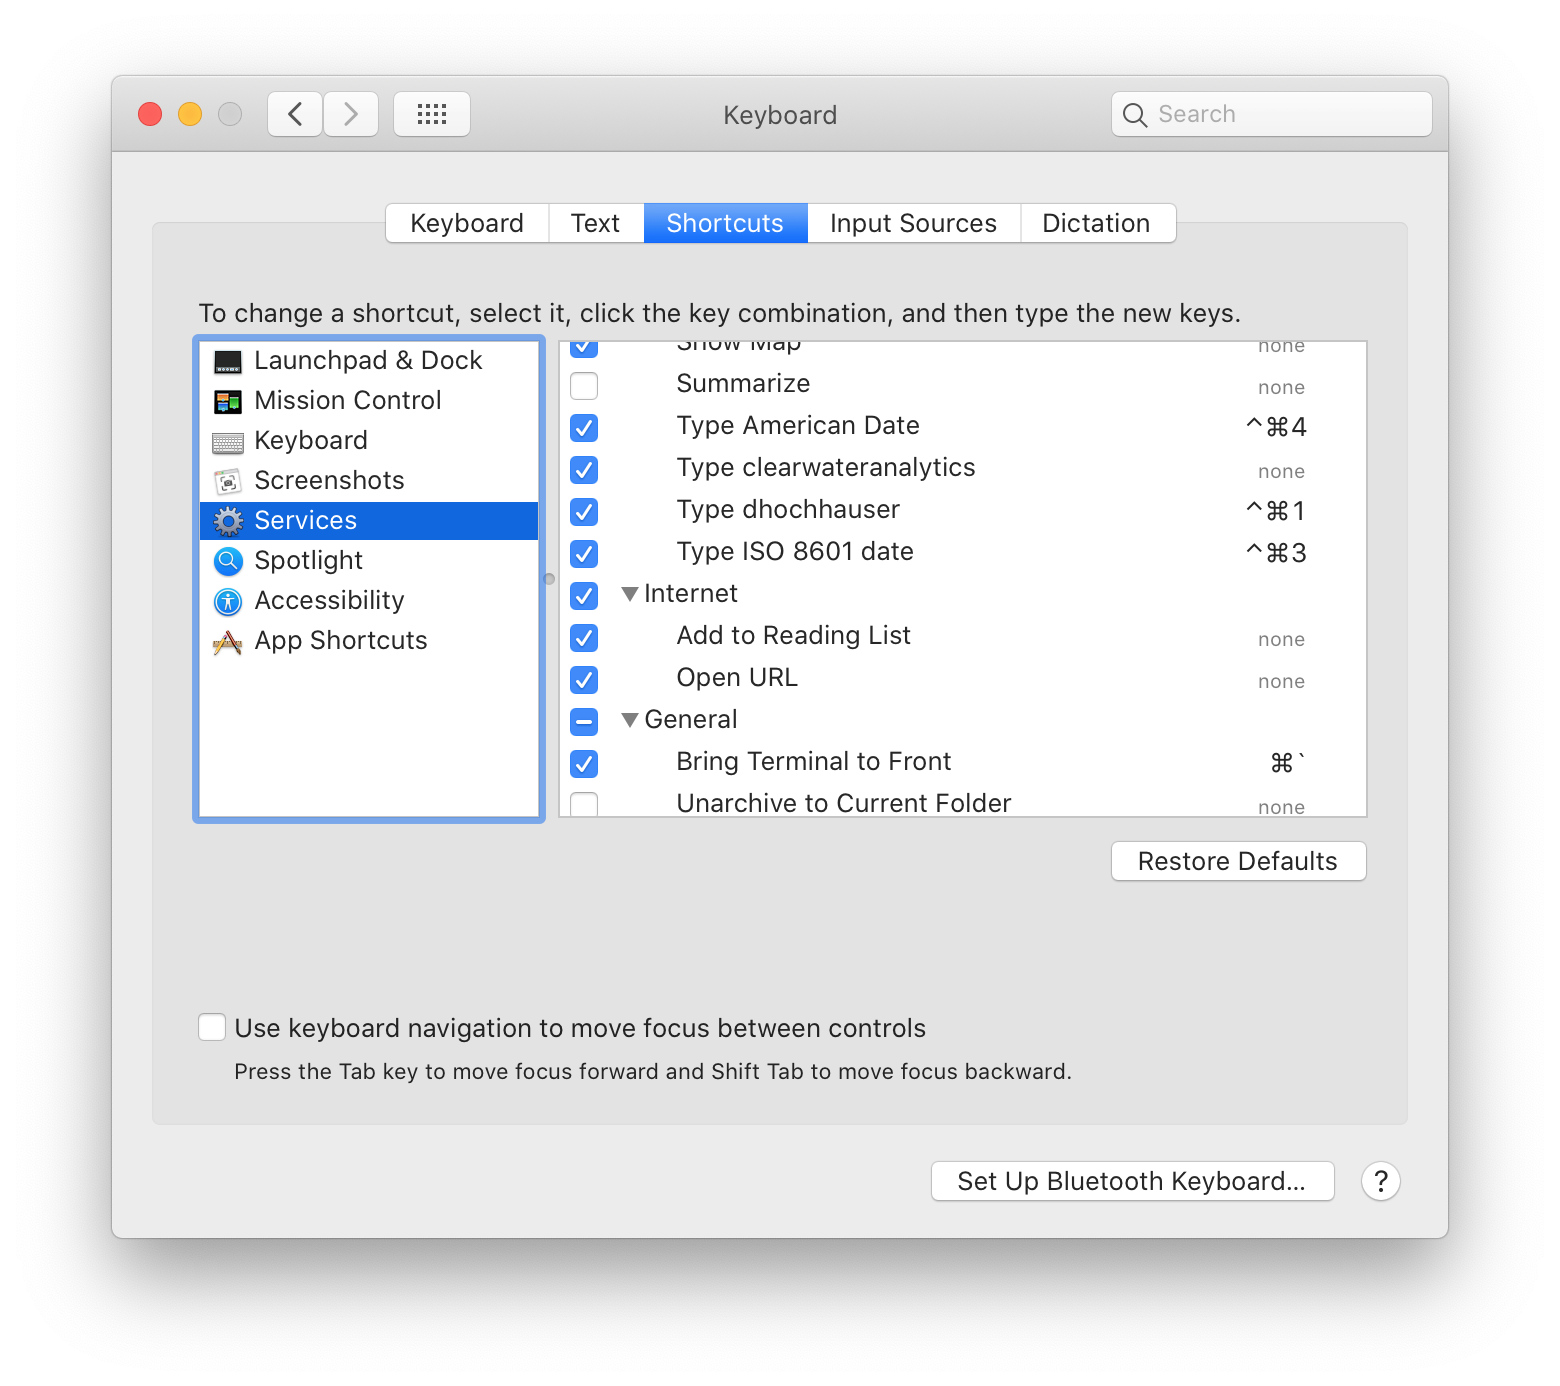 Keyboard
Search
Keyboard Text Shortcuts Input Sources Dictation
To change a shortcut, select it, click the key combination, and then type the new keys.
Launchpad & Dock
Mission Control
Keyboard
Screenshots
Services
Spotlight
Accessibility
App Shortcuts
Show Map none
Summarize none
Type American Date ^⌘4
Type clearwateranalytics none
Type dhochhauser ^⌘1
Type ISO 8601 date ^⌘3
Internet
Add to Reading List none
Open URL none
General
Bring Terminal to Front ⌘`
Unarchive to Current Folder none
Restore Defaults
Use keyboard navigation to move focus between controls
Press the Tab key to move focus forward and Shift Tab to move focus backward.
Set Up Bluetooth Keyboard... ?